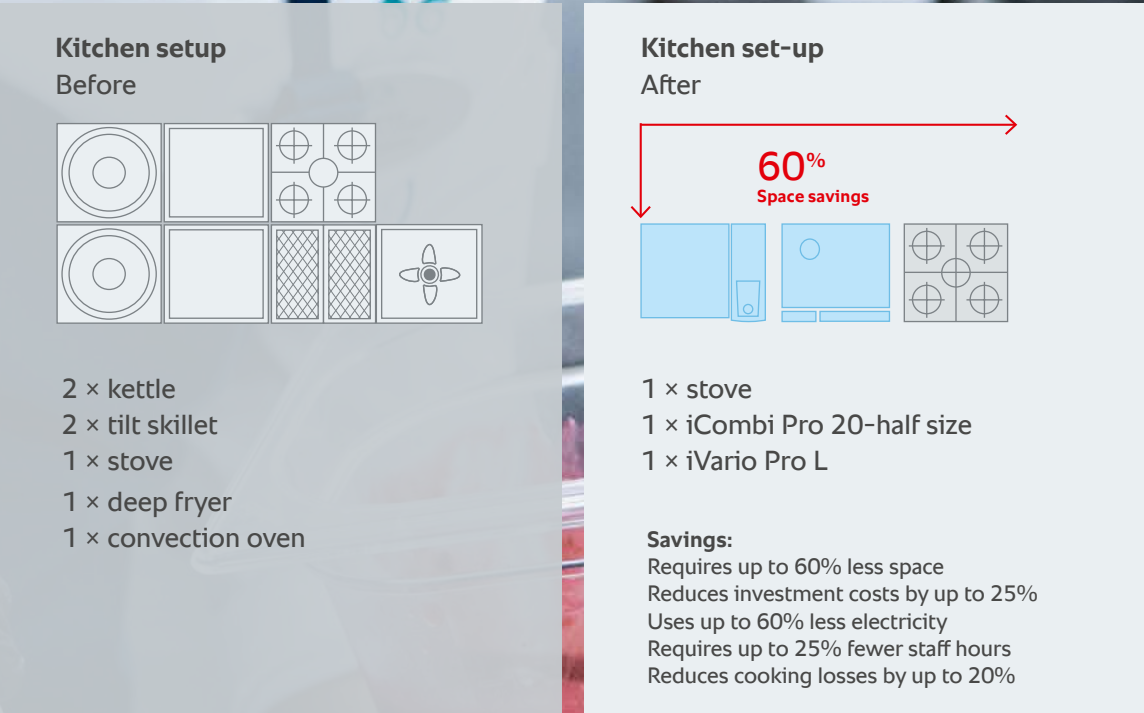 Kitchen setup
Before
2 × kettle
2 × tilt skillet
1 × stove
1 × deep fryer
1 × convection oven
Kitchen set-up
After
60%
Space savings
1 × stove
1 × iCombi Pro 20-half size
1 × iVario Pro L
Savings:
Requires up to 60% less space
Reduces investment costs by up to 25%
Uses up to 60% less electricity
Requires up to 25% fewer staff hours
Reduces cooking losses by up to 20%